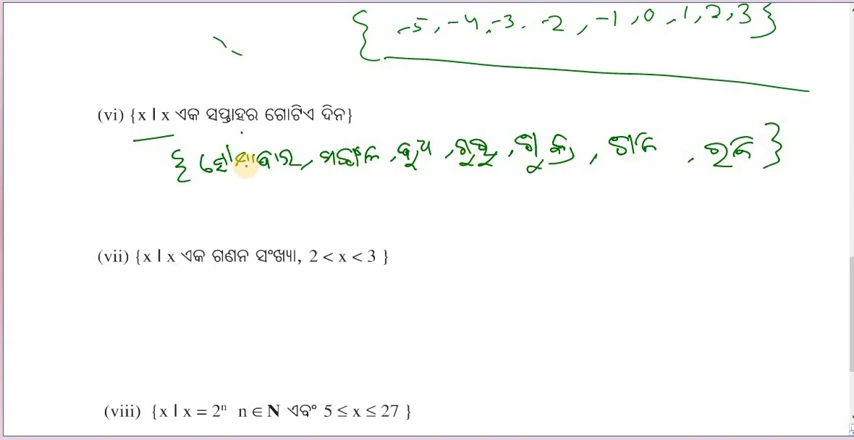 { -5, -4, -3, -2, -1, 0, 1, 2, 3 }
(vi) {x I x ଏକ ସପ୍ତାହର ଗୋଟିଏ ଦିନ}
{ ସୋମବାର, ମଙ୍ଗଳ, ବୁଧ, ଗୁରୁ, ଶୁକ୍ର, ଶନି, ରବି }
(vii) {x I x ଏକ ଗଣନ ସଂଖ୍ୟା, 2 < x < 3 }
(viii) {x I x = 2ⁿ n ∈ N ଏବଂ 5 ≤ x ≤ 27 }